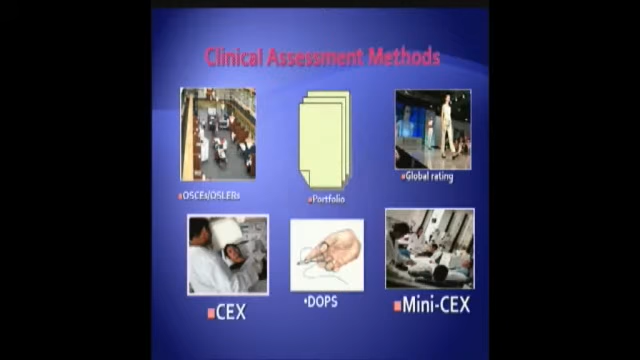 Clinical Assessment Methods
▪OSCEs/OSLERs
▪Portfolio
▪Global rating
▪CEX
•DOPS
▪Mini-CEX